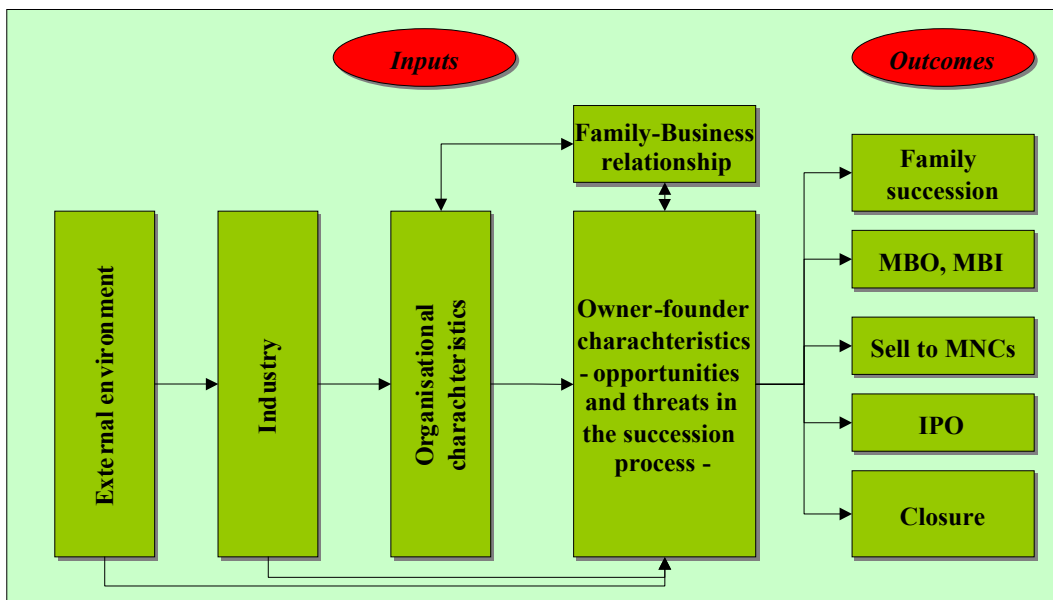 Inputs
Outcomes
Family-Business
relationship
External environment
Industry
Organisational
charachteristics
Owner-founder
charachteristics
- opportunities
and threats in
the succession
process -
Family
succession
MBO, MBI
Sell to MNCs
IPO
Closure